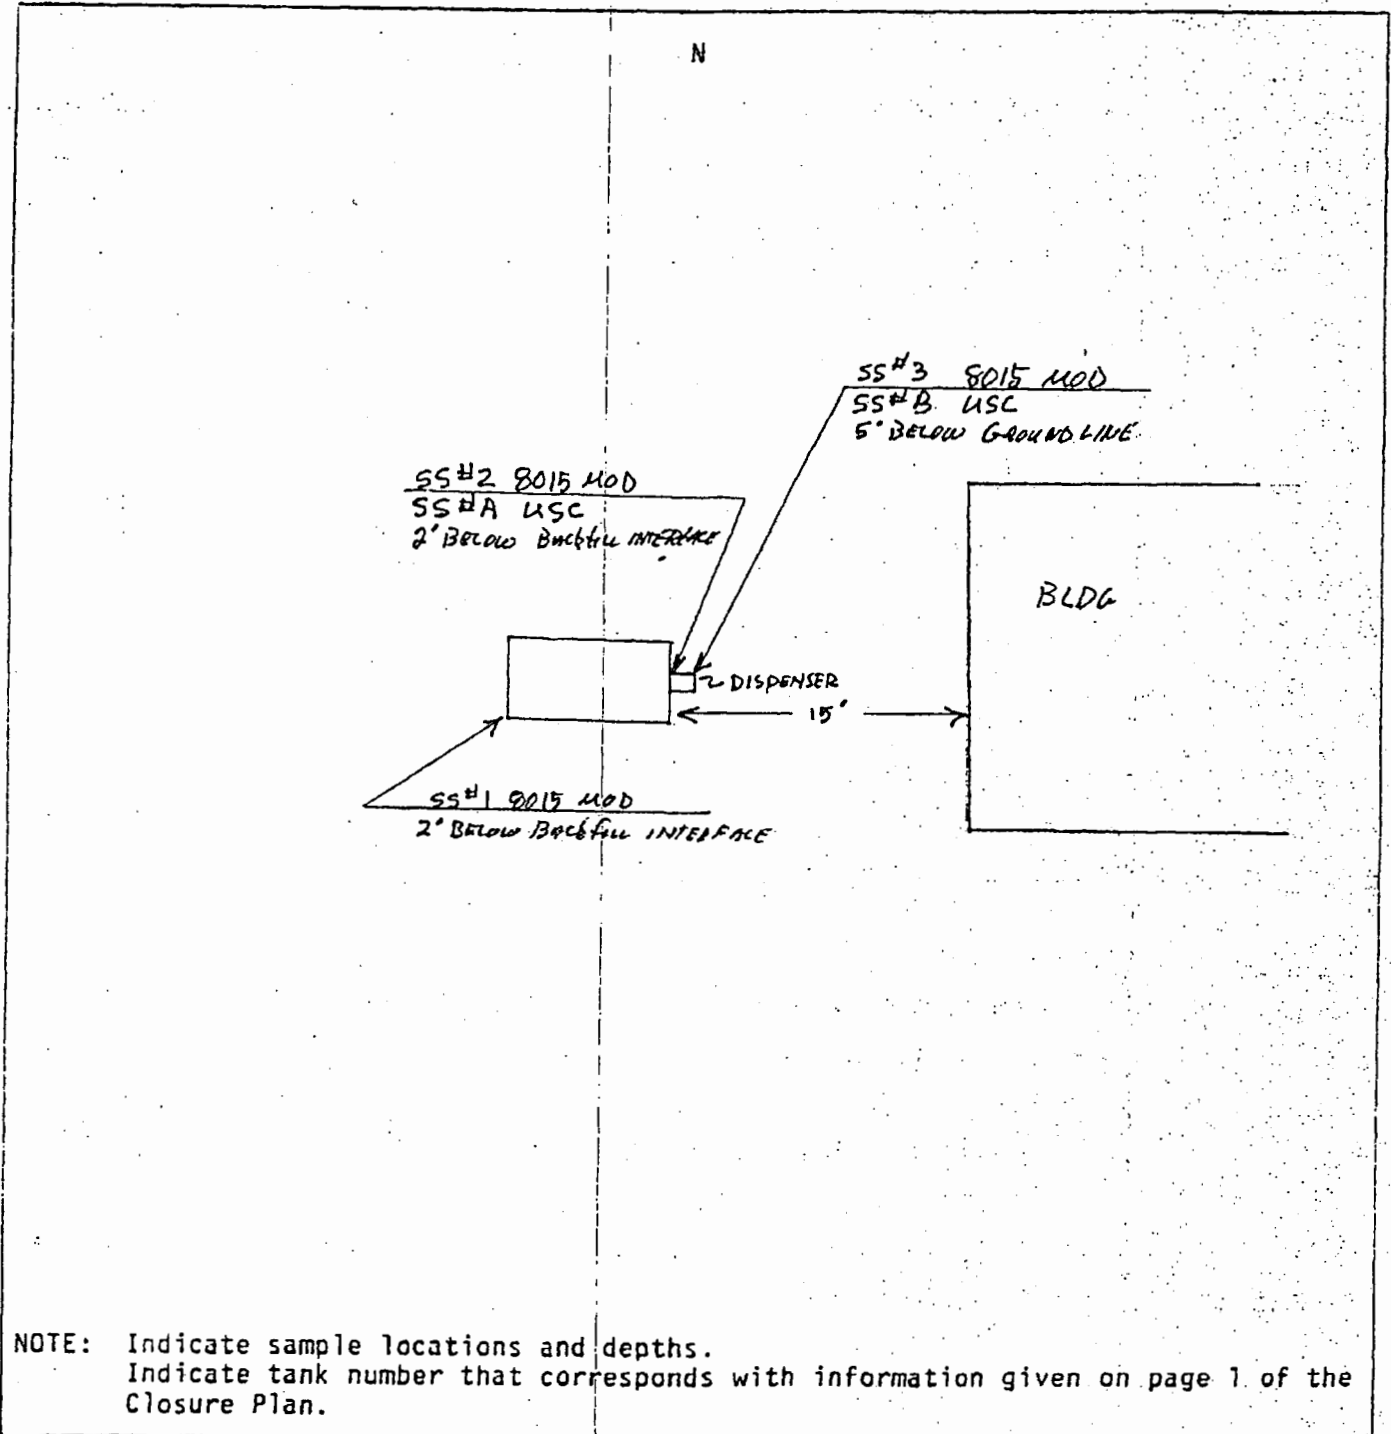 N
SS#3 8015 MOD
SS#B USC
5' BELOW GROUND LINE
SS#2 8015 MOD
SS#A USC
2' BELOW BACKFILL INTERFACE
BLDG
DISPENSER
15'
SS#1 8015 MOD
2' BELOW BACKFILL INTERFACE
NOTE: Indicate sample locations and depths.
Indicate tank number that corresponds with information given on page 1 of the
Closure Plan.